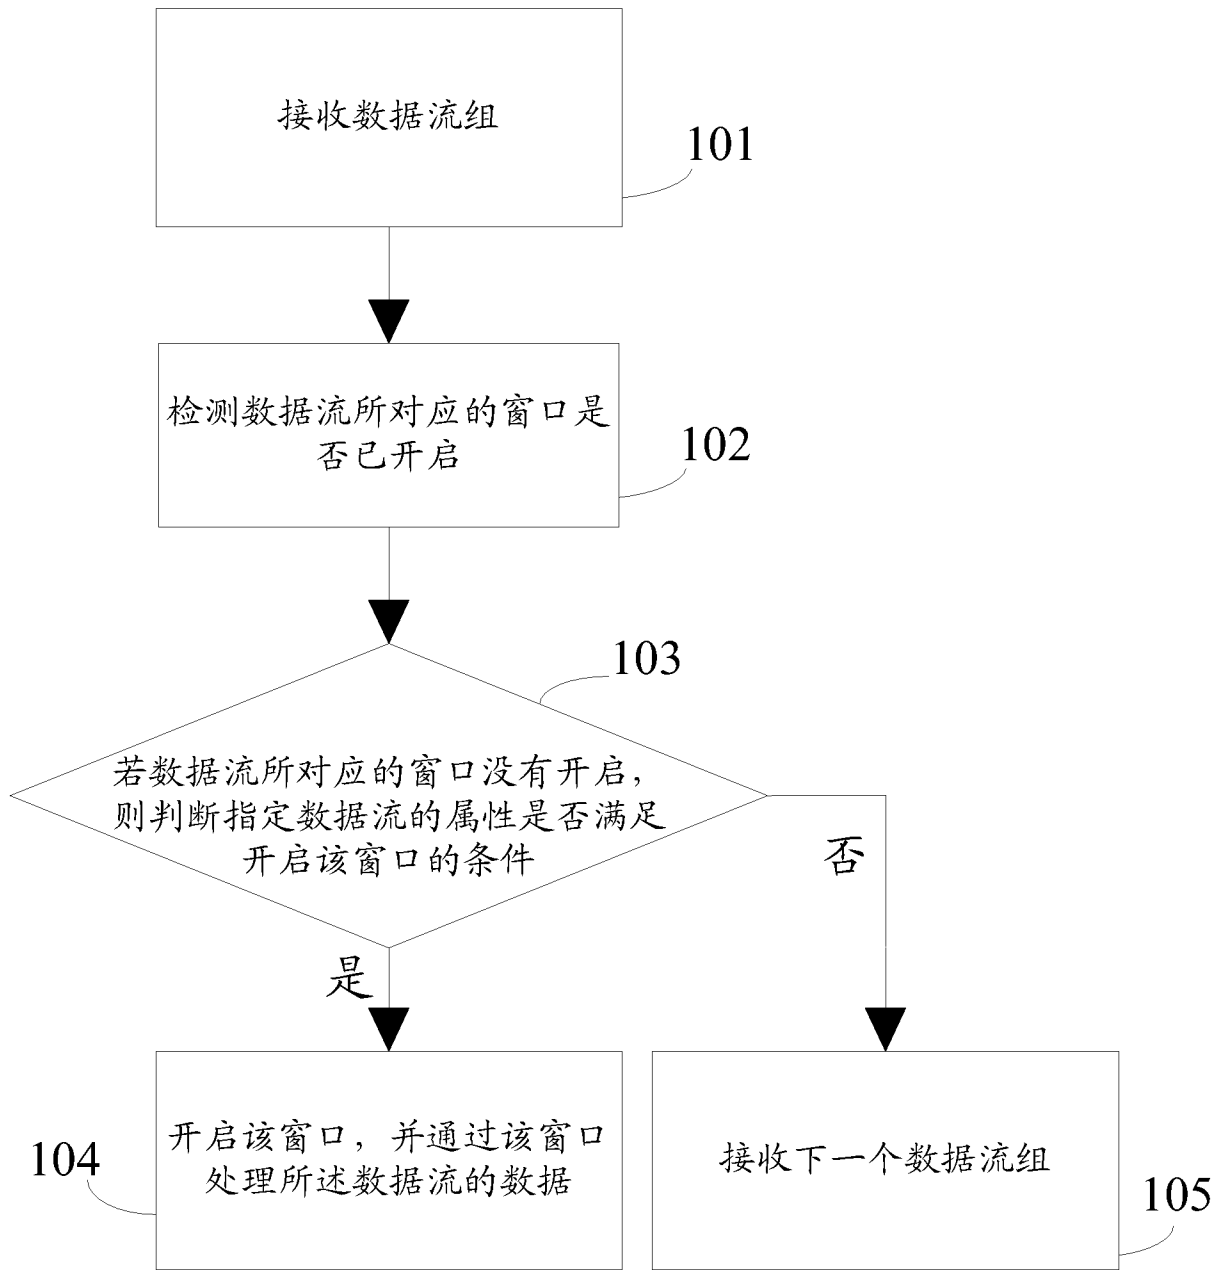 接收数据流组
101
检测数据流所对应的窗口是
否已开启
102
103
若数据流所对应的窗口没有开启，
则判断指定数据流的属性是否满足
开启该窗口的条件
否
是
开启该窗口，并通过该窗口
处理所述数据流的数据
104
接收下一个数据流组
105